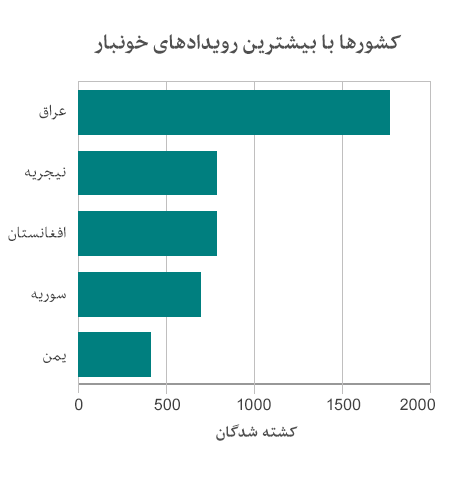 کشورها با بیشترین رویدادهای خونبار
عراق
نیجریه
افغانستان
سوریه
یمن
0 500 1000 1500 2000
کشته شدگان